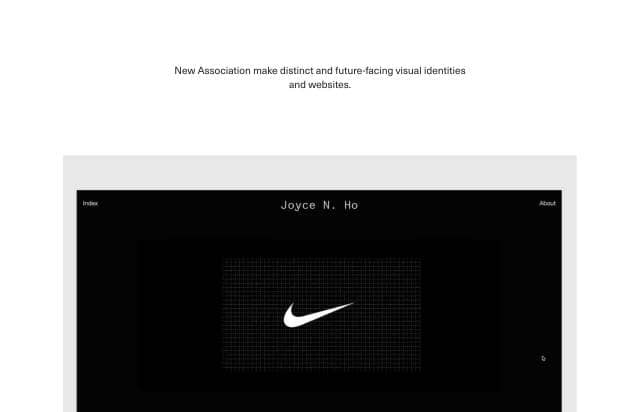 New Association make distinct and future-facing visual identities
and websites.
Index
Joyce N. Ho
About